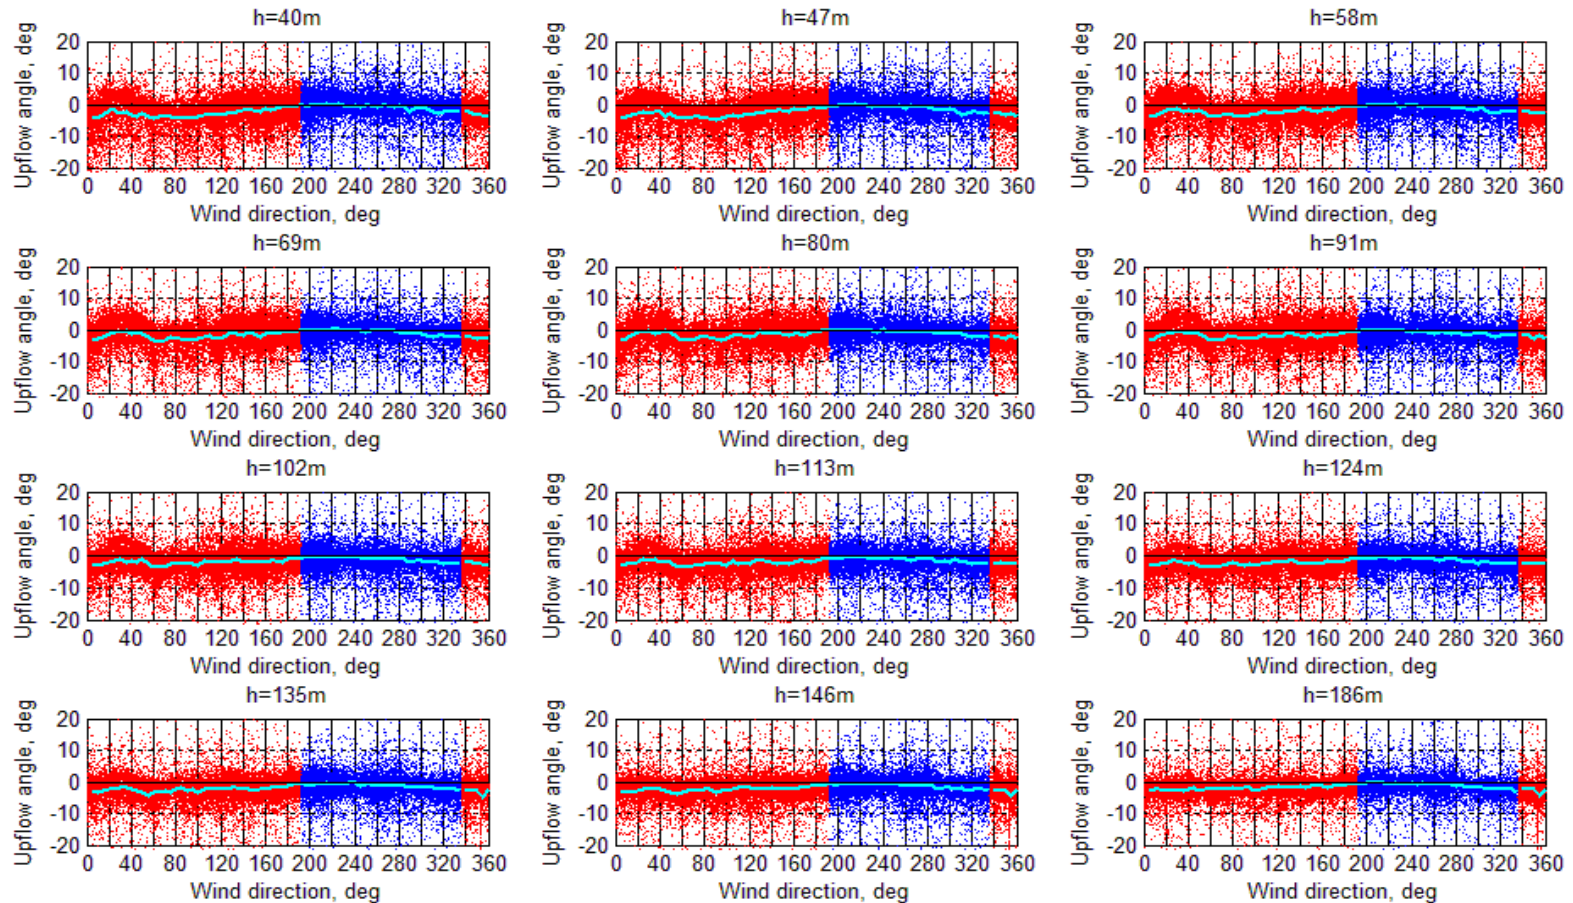 h=40m h=47m h=58m
Upflow angle, deg Upflow angle, deg Upflow angle, deg
20 20 20
10 10 10
0 0 0
-10 -10 -10
-20 -20 -20
0 40 80 120 160 200 240 280 320 360 0 40 80 120 160 200 240 280 320 360 0 40 80 120 160 200 240 280 320 360
Wind direction, deg Wind direction, deg Wind direction, deg
h=69m h=80m h=91m
Upflow angle, deg Upflow angle, deg Upflow angle, deg
20 20 20
10 10 10
0 0 0
-10 -10 -10
-20 -20 -20
0 40 80 120 160 200 240 280 320 360 0 40 80 120 160 200 240 280 320 360 0 40 80 120 160 200 240 280 320 360
Wind direction, deg Wind direction, deg Wind direction, deg
h=102m h=113m h=124m
Upflow angle, deg Upflow angle, deg Upflow angle, deg
20 20 20
10 10 10
0 0 0
-10 -10 -10
-20 -20 -20
0 40 80 120 160 200 240 280 320 360 0 40 80 120 160 200 240 280 320 360 0 40 80 120 160 200 240 280 320 360
Wind direction, deg Wind direction, deg Wind direction, deg
h=135m h=146m h=186m
Upflow angle, deg Upflow angle, deg Upflow angle, deg
20 20 20
10 10 10
0 0 0
-10 -10 -10
-20 -20 -20
0 40 80 120 160 200 240 280 320 360 0 40 80 120 160 200 240 280 320 360 0 40 80 120 160 200 240 280 320 360
Wind direction, deg Wind direction, deg Wind direction, deg